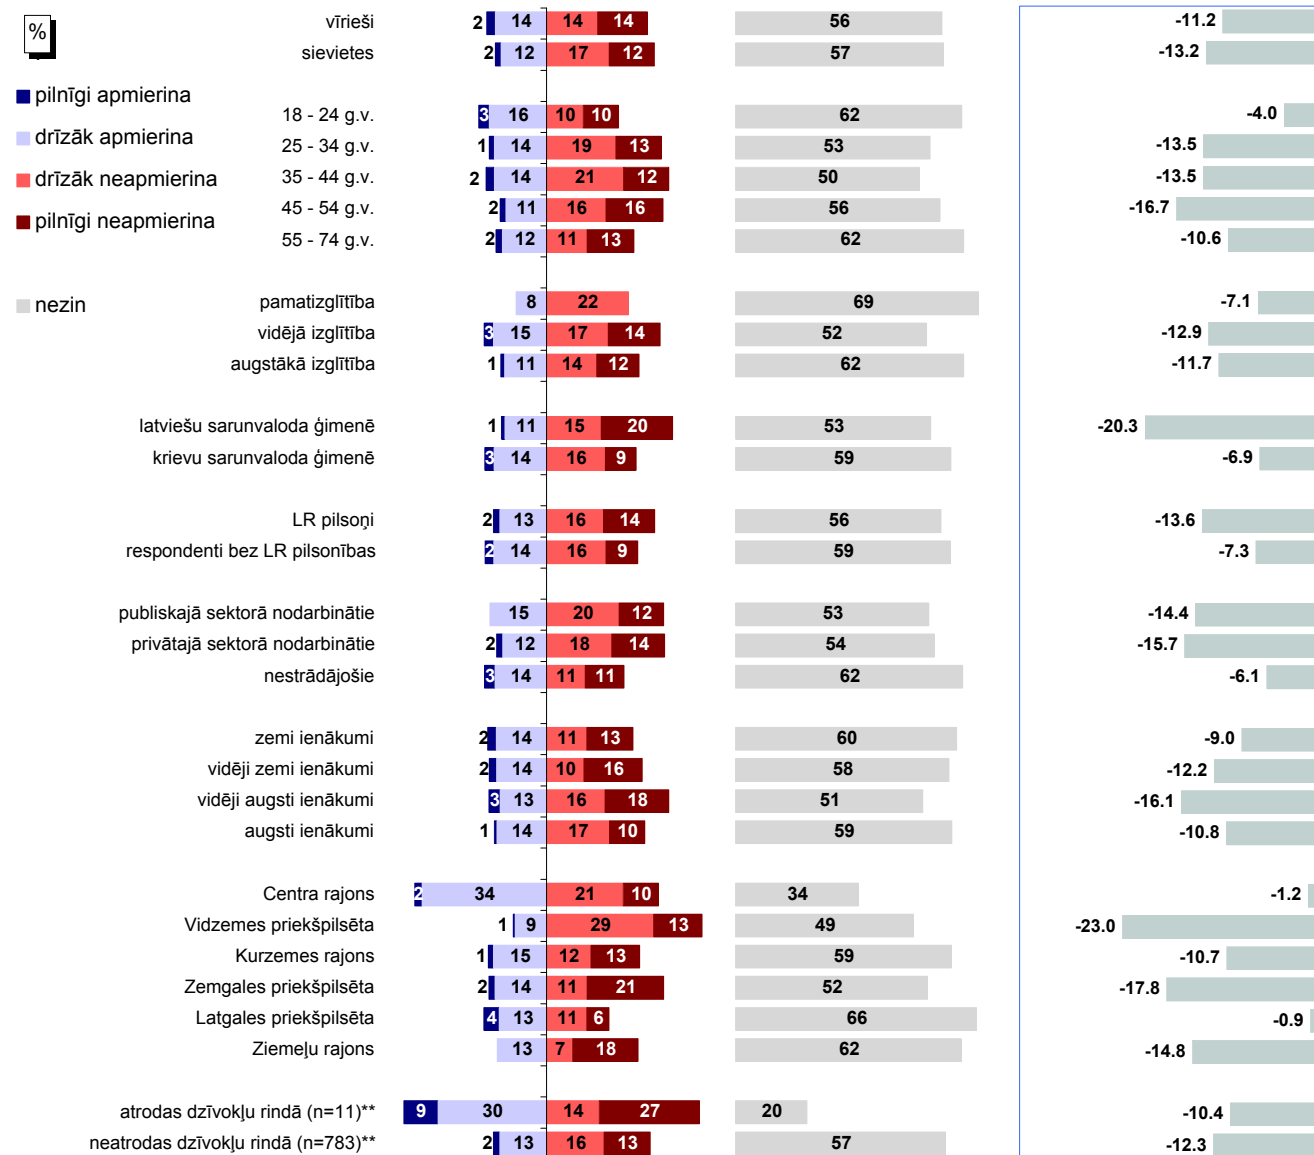 %
pilnīgi apmierina
drīzāk apmierina
drīzāk neapmierina
pilnīgi neapmierina
nezin
vīrieši 2 14 14 14 56 -11.2
sievietes 2 12 17 12 57 -13.2
18 - 24 g.v. 3 16 10 10 62 -4.0
25 - 34 g.v. 1 14 19 13 53 -13.5
35 - 44 g.v. 2 14 21 12 50 -13.5
45 - 54 g.v. 2 11 16 16 56 -16.7
55 - 74 g.v. 2 12 11 13 62 -10.6
pamatizglītība 8 22 69 -7.1
vidējā izglītība 3 15 17 14 52 -12.9
augstākā izglītība 1 11 14 12 62 -11.7
latviešu sarunvaloda ģimenē 1 11 15 20 53 -20.3
krievu sarunvaloda ģimenē 3 14 16 9 59 -6.9
LR pilsoņi 2 13 16 14 56 -13.6
respondenti bez LR pilsonības 2 14 16 9 59 -7.3
publiskajā sektorā nodarbinātie 15 20 12 53 -14.4
privātajā sektorā nodarbinātie 2 12 18 14 54 -15.7
nestrādājošie 3 14 11 11 62 -6.1
zemi ienākumi 2 14 11 13 60 -9.0
vidēji zemi ienākumi 2 14 10 16 58 -12.2
vidēji augsti ienākumi 3 13 16 18 51 -16.1
augsti ienākumi 1 14 17 10 59 -10.8
Centra rajons 2 34 21 10 34 -1.2
Vidzemes priekšpilsēta 1 9 29 13 49 -23.0
Kurzemes rajons 1 15 12 13 59 -10.7
Zemgales priekšpilsēta 2 14 11 21 52 -17.8
Latgales priekšpilsēta 4 13 11 6 66 -0.9
Ziemeļu rajons 13 7 18 62 -14.8
atrodas dzīvokļu rindā (n=11)** 9 30 14 27 20 -10.4
neatrodas dzīvokļu rindā (n=783)** 2 13 16 13 57 -12.3